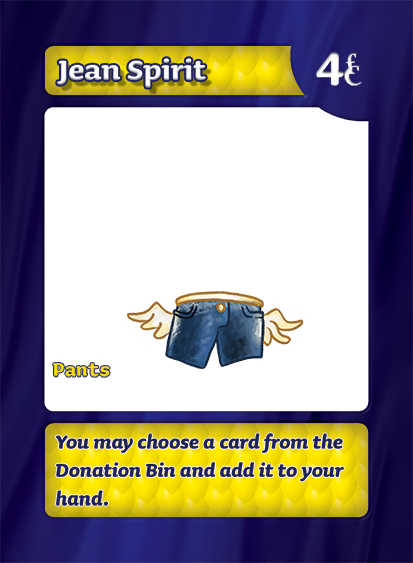 Jean Spirit
4
Pants
You may choose a card from the
Donation Bin and add it to your
hand.